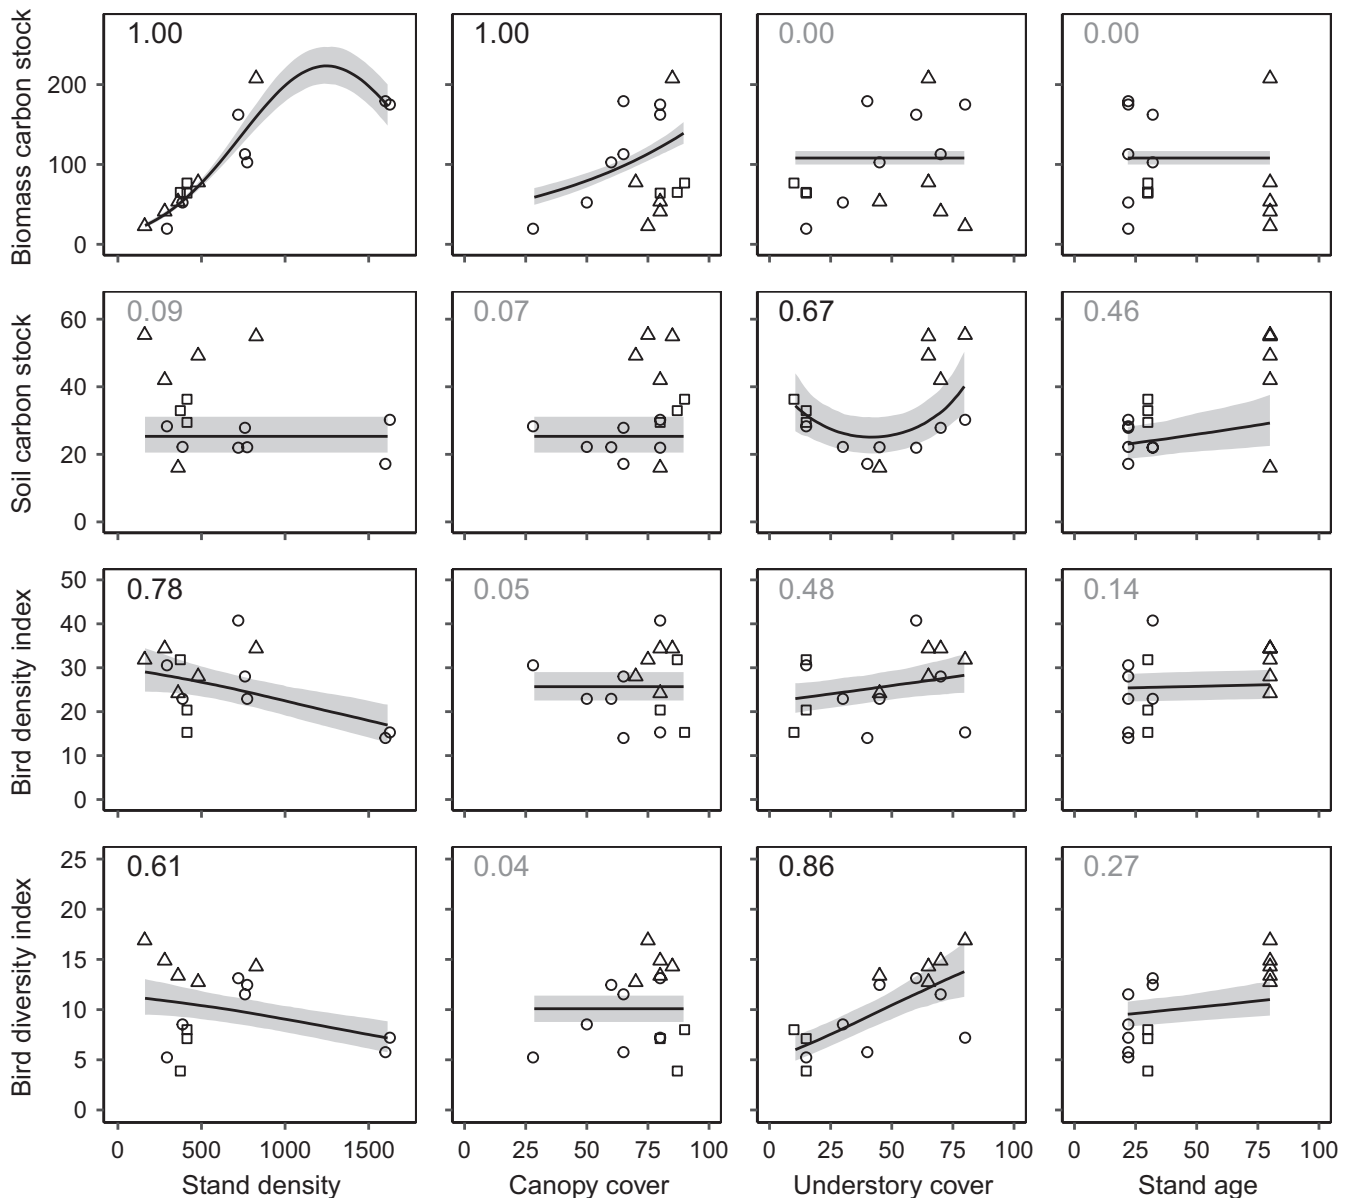 Biomass carbon stock
200
100
0
1.00
1.00
0.00
0.00
Soil carbon stock
60
40
20
0
0.09
0.07
0.67
0.46
Bird density index
50
40
30
20
10
0
0.78
0.05
0.48
0.14
Bird diversity index
25
20
15
10
5
0
0.61
0.04
0.86
0.27
0 500 1000 1500
0 25 50 75 100
0 25 50 75 100
0 25 50 75 100
Stand density
Canopy cover
Understory cover
Stand age